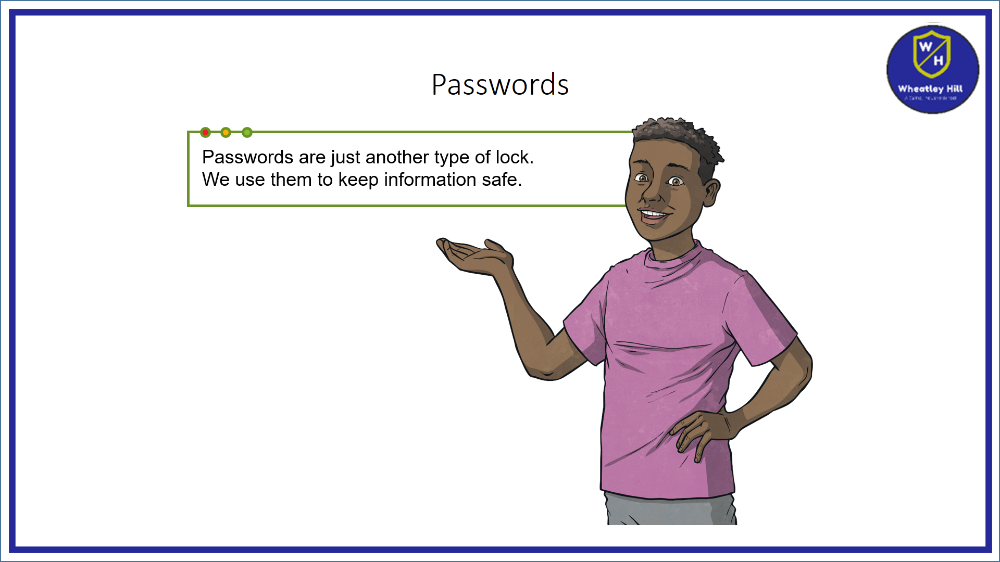 Passwords
W
H
Wheatley Hill
Passwords are just another type of lock.
We use them to keep information safe.